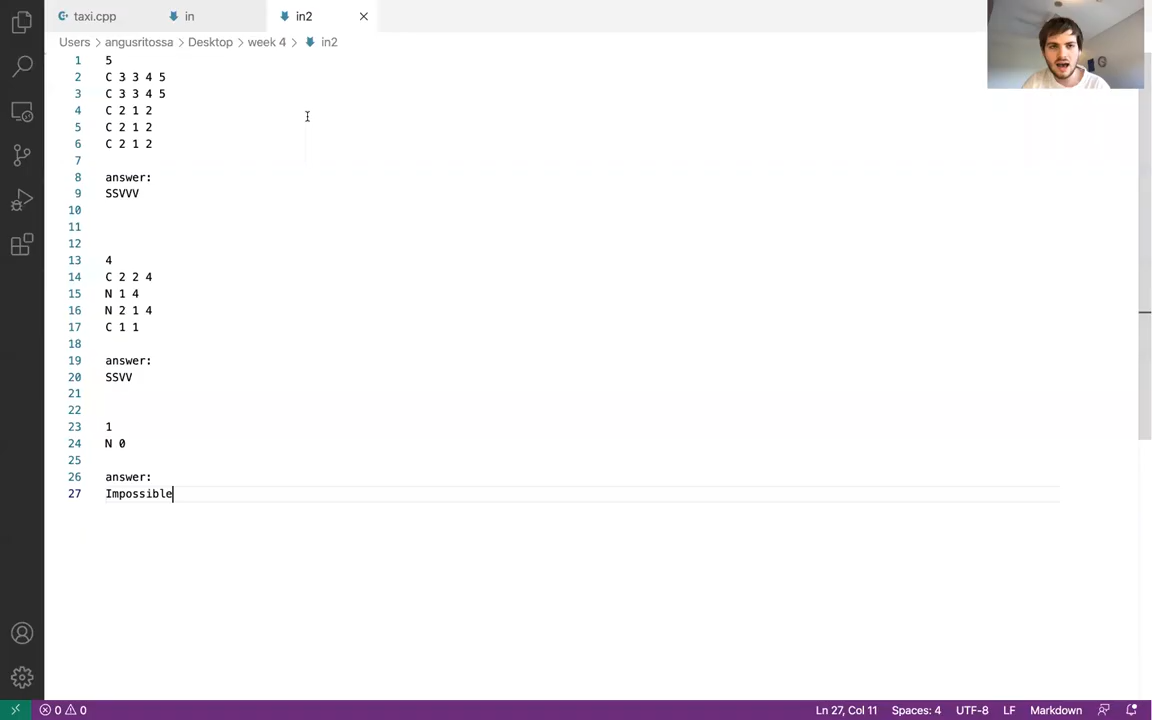 taxi.cpp in in2
Users > angusritossa > Desktop > week 4 > in2
1 5
2 C 3 3 4 5
3 C 3 3 4 5
4 C 2 1 2
5 C 2 1 2
6 C 2 1 2
7
8 answer:
9 SSVVV
10
11
12
13 4
14 C 2 2 4
15 N 1 4
16 N 2 1 4
17 C 1 1
18
19 answer:
20 SSVV
21
22
23 1
24 N 0
25
26 answer:
27 Impossible
0 0 Ln 27, Col 11 Spaces: 4 UTF-8 LF Markdown